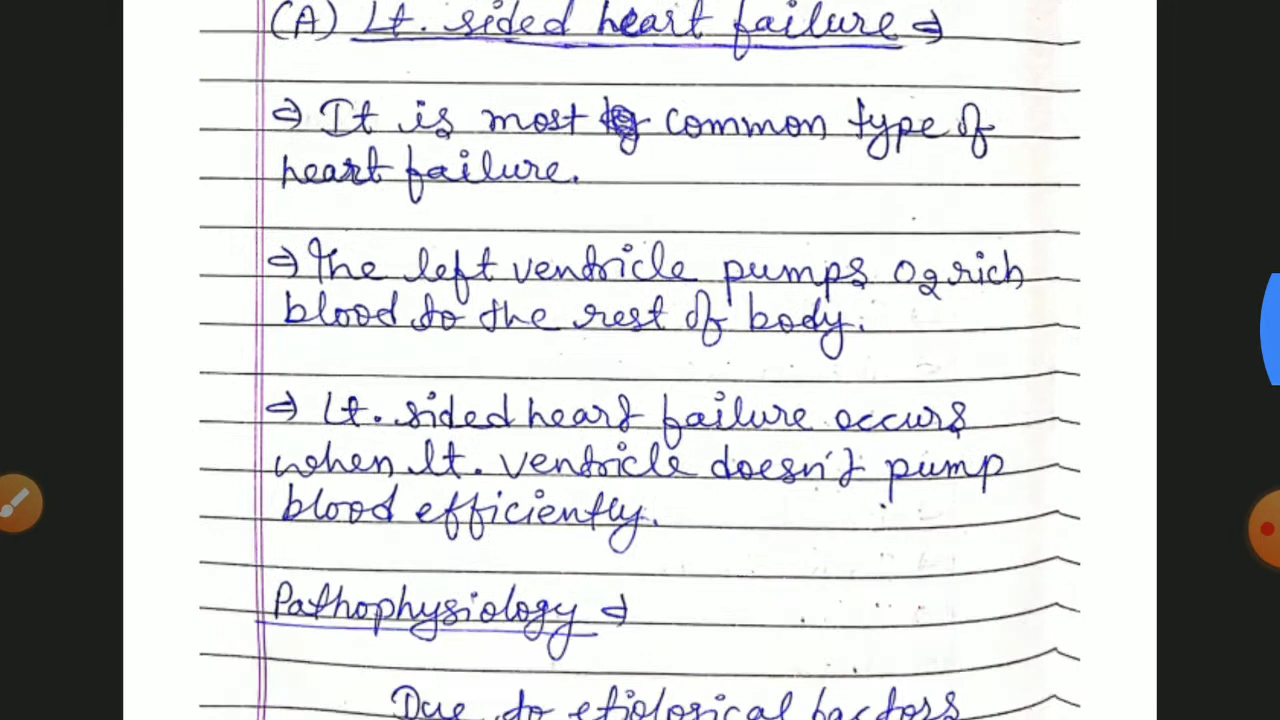 (A) Lt. sided heart failure ⇒
⇒ It is most common type of
heart failure.
⇒ The left ventricle pumps O2 rich
blood to the rest of body.
⇒ Lt. sided heart failure occurs
when lt. ventricle doesn't pump
blood efficiently.
Pathophysiology ⇒
Due to etiological factors